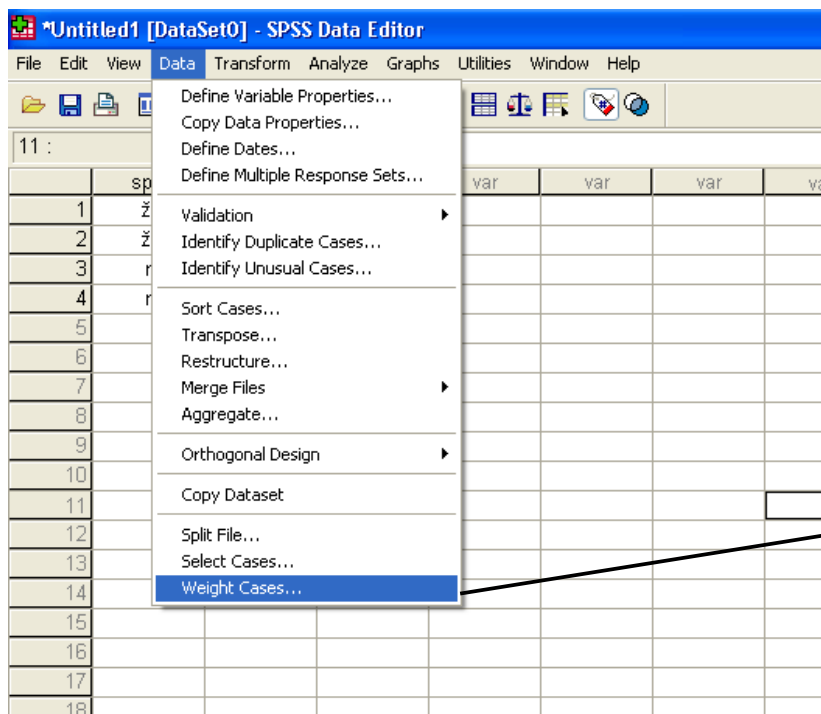 *Untitled1 [DataSet0] - SPSS Data Editor
File Edit View Data Transform Analyze Graphs Utilities Window Help
Define Variable Properties...
Copy Data Properties...
11 :
Define Dates...
Define Multiple Response Sets...
sp var var var va
1 ž Validation
2 ž Identify Duplicate Cases...
3 Identify Unusual Cases...
4 Sort Cases...
5 Transpose...
6 Restructure...
7 Merge Files
8 Aggregate...
9 Orthogonal Design
10
11 Copy Dataset
12 Split File...
13 Select Cases...
14 Weight Cases...
15
16
17
18